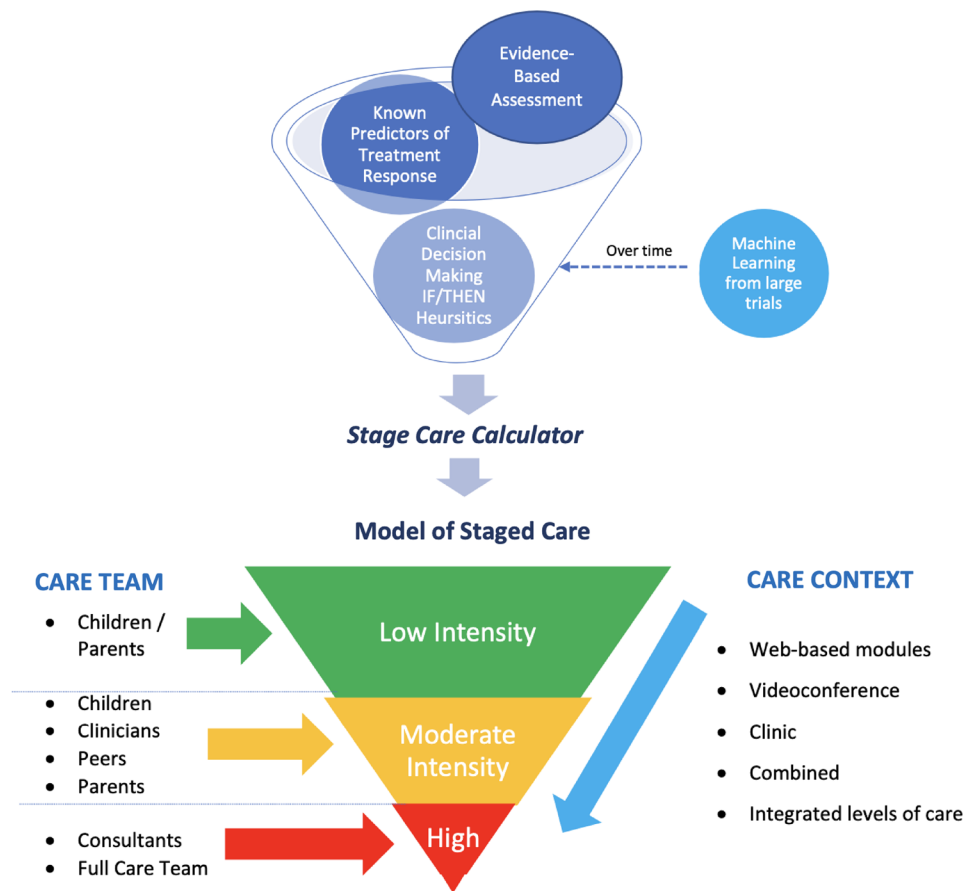 Evidence-
Based
Assessment
Known
Predictors of
Treatment
Response
Clincial
Decision
Making
IF/THEN
Heursitics
Over time
Machine
Learning
from large
trials
Stage Care Calculator
Model of Staged Care
CARE TEAM
• Children /
Parents
• Children
• Clinicians
• Peers
• Parents
• Consultants
• Full Care Team
Low Intensity
Moderate
Intensity
High
CARE CONTEXT
• Web-based modules
• Videoconference
• Clinic
• Combined
• Integrated levels of care